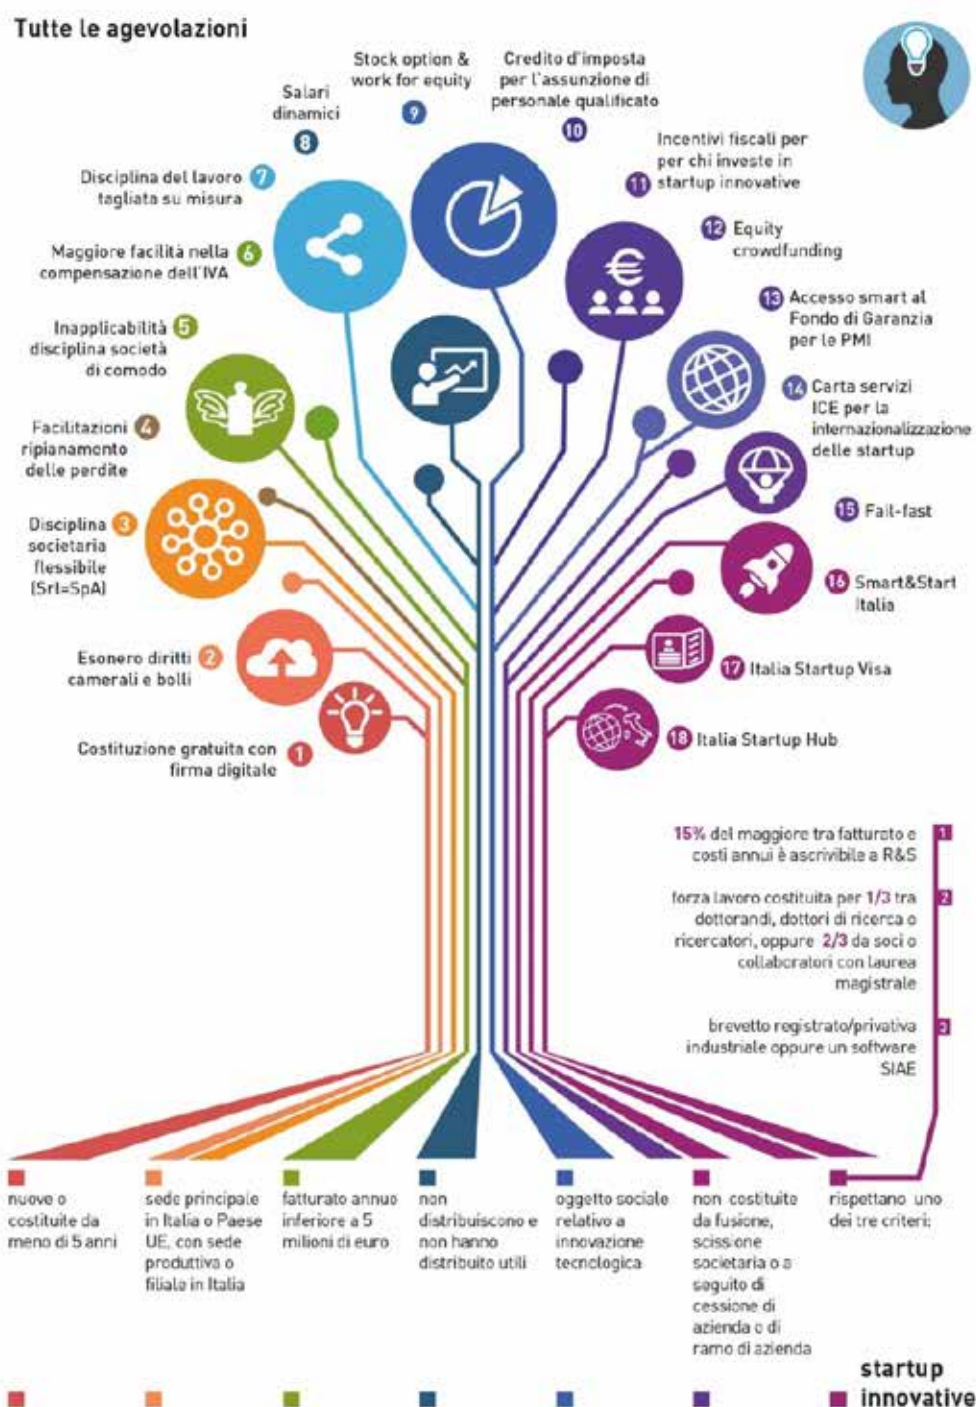 Tutte le agevolazioni
1
Costituzione gratuita con
firma digitale
2
Esonero diritti
camerali e bolli
3
Disciplina
societaria
flessibile
(Srl=SpA)
4
Facilitazioni
ripianamento
delle perdite
5
Inapplicabilità
disciplina società
di comodo
6
Maggiore facilità nella
compensazione dell'IVA
7
Disciplina del lavoro
tagliata su misura
8
Salari
dinamici
9
Stock option &
work for equity
10
Credito d'imposta
per l'assunzione di
personale qualificato
11
Incentivi fiscali per
per chi investe in
startup innovative
12
Equity
crowdfunding
13
Accesso smart al
Fondo di Garanzia
per le PMI
14
Carta servizi
ICE per la
internazionalizzazione
delle startup
15
Fail-fast
16
Smart&Start
Italia
17
Italia Startup Visa
18
Italia Startup Hub
€
15% del maggiore tra fatturato e
costi annui è ascrivibile a R&S
1
forza lavoro costituita per 1/3 tra
dottorandi, dottori di ricerca o
ricercatori, oppure 2/3 da soci o
collaboratori con laurea
magistrale
2
brevetto registrato/privativa
industriale oppure un software
SIAE
3
nuove o
costituite da
meno di 5 anni
sede principale
in Italia o Paese
UE, con sede
produttiva o
filiale in Italia
fatturato annuo
inferiore a 5
milioni di euro
non
distribuiscono e
non hanno
distribuito utili
oggetto sociale
relativo a
innovazione
tecnologica
non costituite
da fusione,
scissione
societaria o a
seguito di
cessione di
azienda o di
ramo di azienda
rispettano uno
dei tre criteri:
startup
innovative